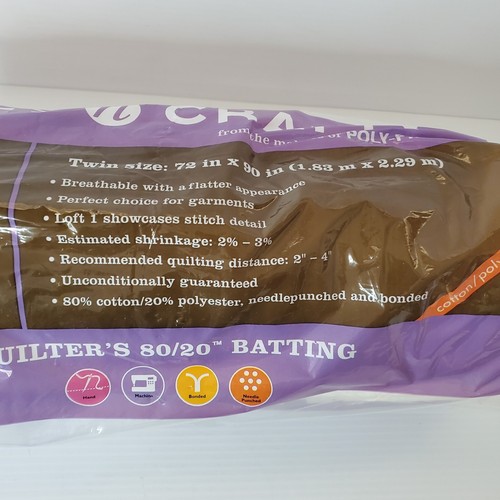 from the
Twin size: 72 in X 90 in (1.83 m x 2.29 m)
• Breathable with a flatter appearance
• Perfect choice for garments
• Loft 1 showcases stitch detail
• Estimated shrinkage: 2% – 3%
• Recommended quilting distance: 2" – 4"
• Unconditionally guaranteed
• 80% cotton/20% polyester, needlepunched and bonded
cotton/poly
UILTER'S 80/20™ BATTING
Hand Machine Bonded Needle Punched